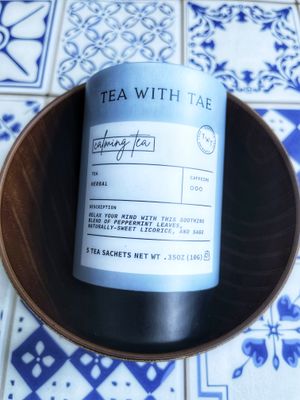 TEA WITH TAE
calming tea
TWT
TEA:
HERBAL
CAFFEINE
DESCRIPTION
RELAX YOUR MIND WITH THIS SOOTHING
BLEND OF PEPPERMINT LEAVES,
NATURALLY-SWEET LICORICE, AND SAGE
5 TEA SACHETS NET WT .35OZ (10G)